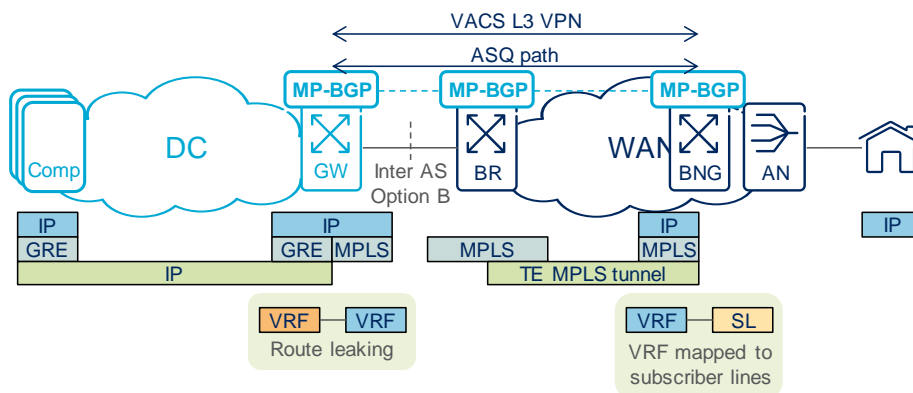 VACS L3 VPN
ASQ path
MP-BGP
MP-BGP
MP-BGP
Comp
DC
GW
Inter AS
Option B
BR
WAN
BNG
AN
IP
IP
IP
IP
GRE
GRE
MPLS
MPLS
MPLS
IP
TE MPLS tunnel
VRF
VRF
Route leaking
VRF
SL
VRF mapped to
subscriber lines